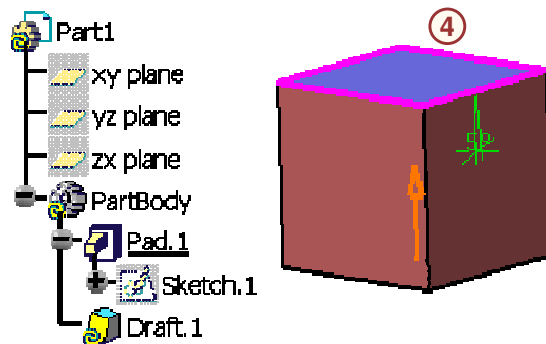 Part1
xy plane
yz plane
zx plane
PartBody
Pad.1
Sketch.1
Draft.1
4